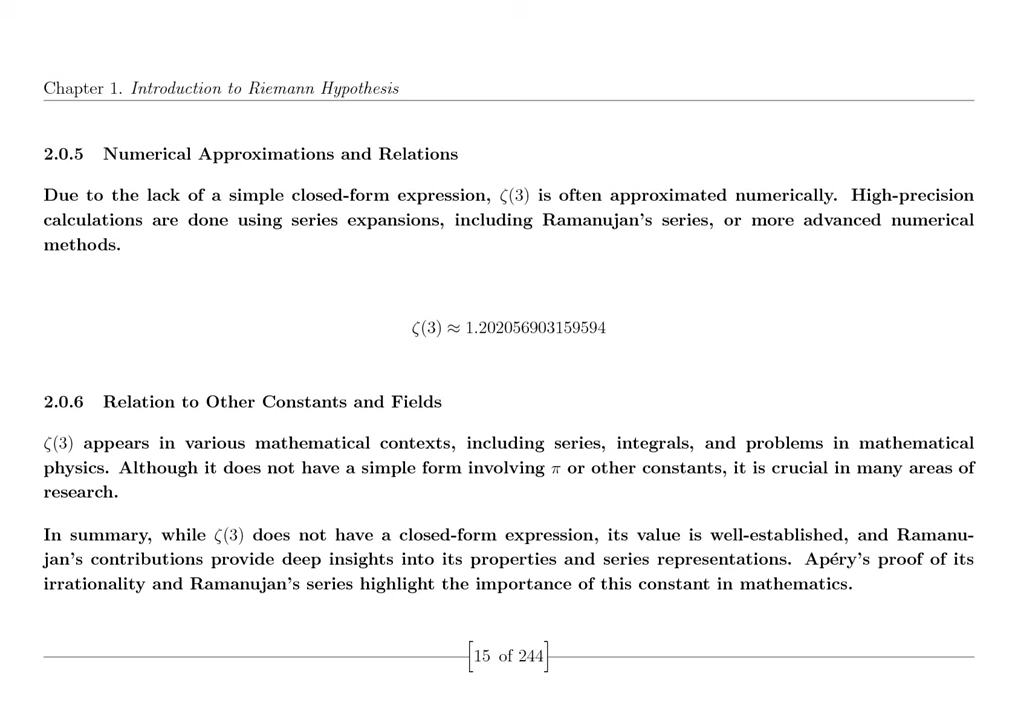 Chapter 1. Introduction to Riemann Hypothesis
2.0.5 Numerical Approximations and Relations
Due to the lack of a simple closed-form expression, ζ(3) is often approximated numerically. High-precision
calculations are done using series expansions, including Ramanujan's series, or more advanced numerical
methods.
ζ(3) ≈ 1.202056903159594
2.0.6 Relation to Other Constants and Fields
ζ(3) appears in various mathematical contexts, including series, integrals, and problems in mathematical
physics. Although it does not have a simple form involving π or other constants, it is crucial in many areas of
research.
In summary, while ζ(3) does not have a closed-form expression, its value is well-established, and Ramanu-
jan's contributions provide deep insights into its properties and series representations. Apéry's proof of its
irrationality and Ramanujan's series highlight the importance of this constant in mathematics.
[15 of 244]